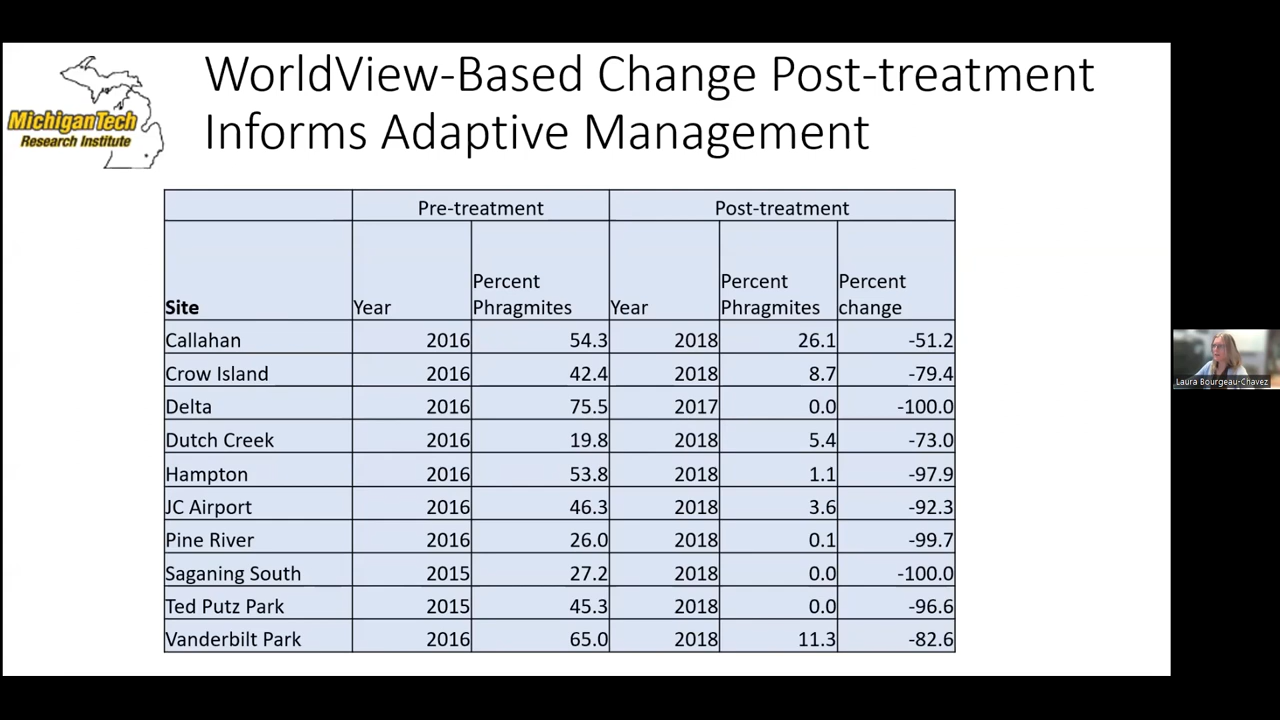 WorldView-Based Change Post-treatment
Informs Adaptive Management
MichiganTech
Research Institute
Pre-treatment Post-treatment
Site Year Percent Phragmites Year Percent Phragmites Percent change
Callahan 2016 54.3 2018 26.1 -51.2
Crow Island 2016 42.4 2018 8.7 -79.4
Delta 2016 75.5 2017 0.0 -100.0
Dutch Creek 2016 19.8 2018 5.4 -73.0
Hampton 2016 53.8 2018 1.1 -97.9
JC Airport 2016 46.3 2018 3.6 -92.3
Pine River 2016 26.0 2018 0.1 -99.7
Saganing South 2015 27.2 2018 0.0 -100.0
Ted Putz Park 2015 45.3 2018 0.0 -96.6
Vanderbilt Park 2016 65.0 2018 11.3 -82.6
Laura Bourgeau-Chavez